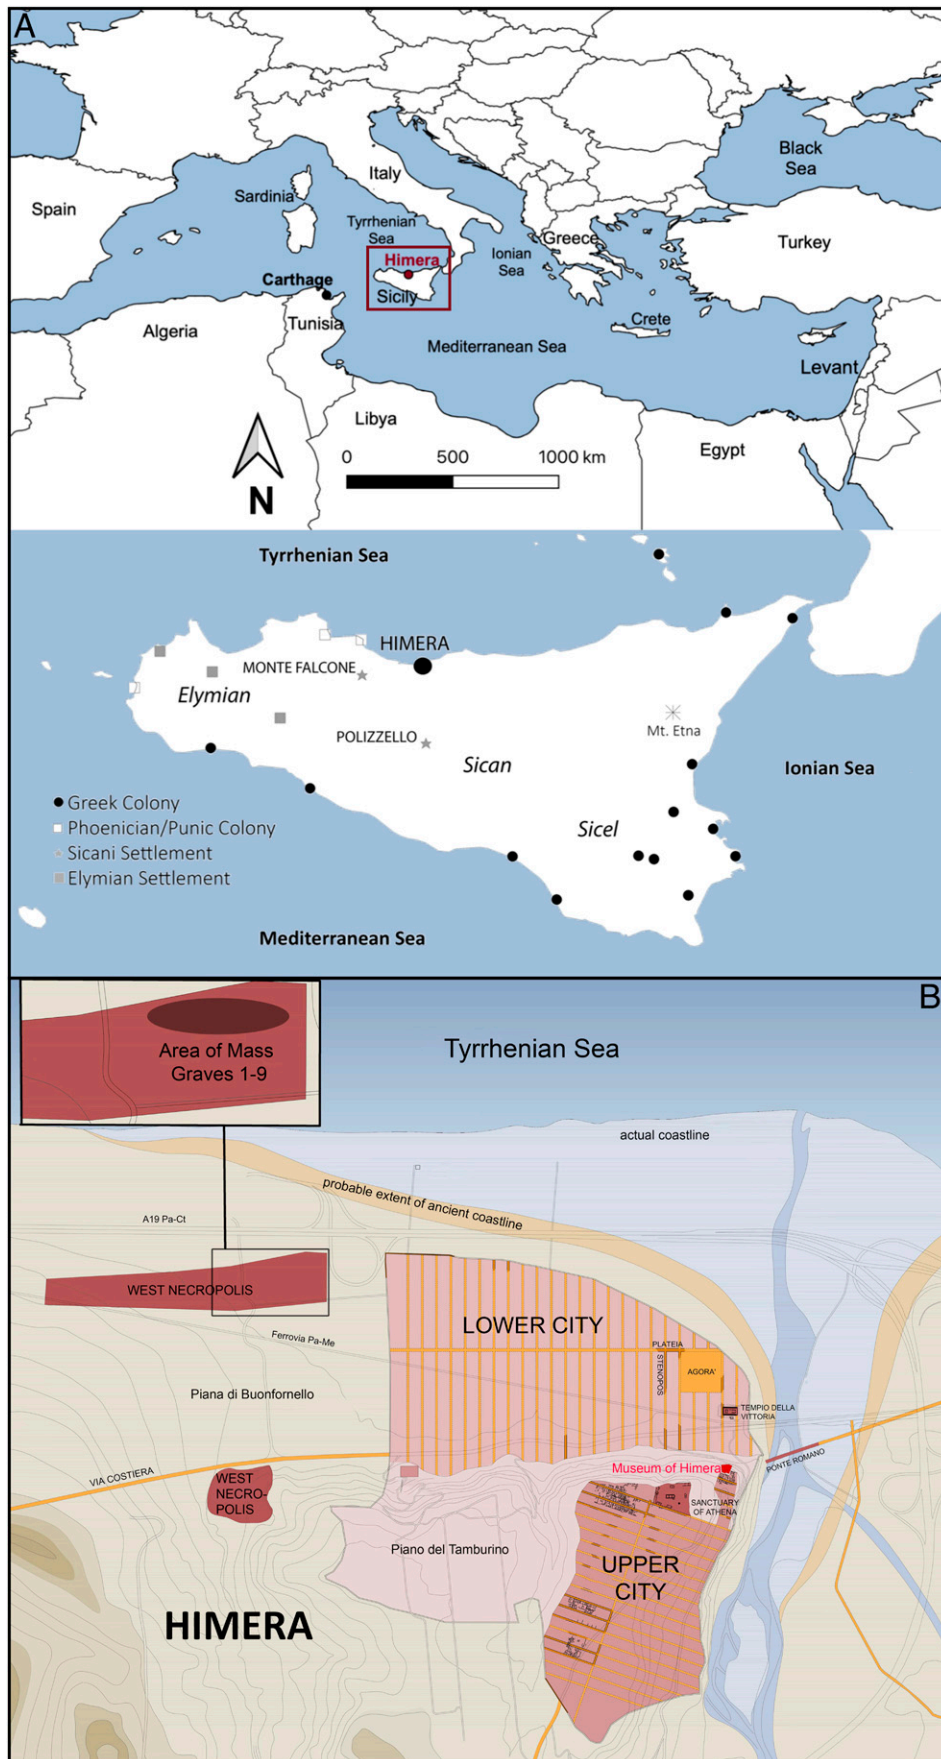 A
Black
Sea
Italy
Spain
Sardinia
Tyrrhenian
Sea
Greece
Turkey
Ionian
Sea
Himera
Carthage
Sicily
Algeria
Tunisia
Crete
Mediterranean Sea
Levant
Libya
Egypt
N
0 500 1000 km
Tyrrhenian Sea
HIMERA
MONTE FALCONE
Elymian
POLIZZELLO
Mt. Etna
Sican
Ionian Sea
Sicel
Greek Colony
Phoenician/Punic Colony
Sicani Settlement
Elymian Settlement
Mediterranean Sea
B
Area of Mass
Graves 1-9
Tyrrhenian Sea
actual coastline
probable extent of ancient coastline
A19 Pa-Ct
WEST NECROPOLIS
LOWER CITY
Ferrovia Pa-Me
PLATEIA
STENOPOS
AGORA'
Piana di Buonfornello
TEMPIO DELLA
VITTORIA
PONTE ROMANO
VIA COSTIERA
Museum of Himera
WEST
NECRO-
POLIS
SANCTUARY
OF ATHENA
Piano del Tamburino
UPPER
CITY
HIMERA